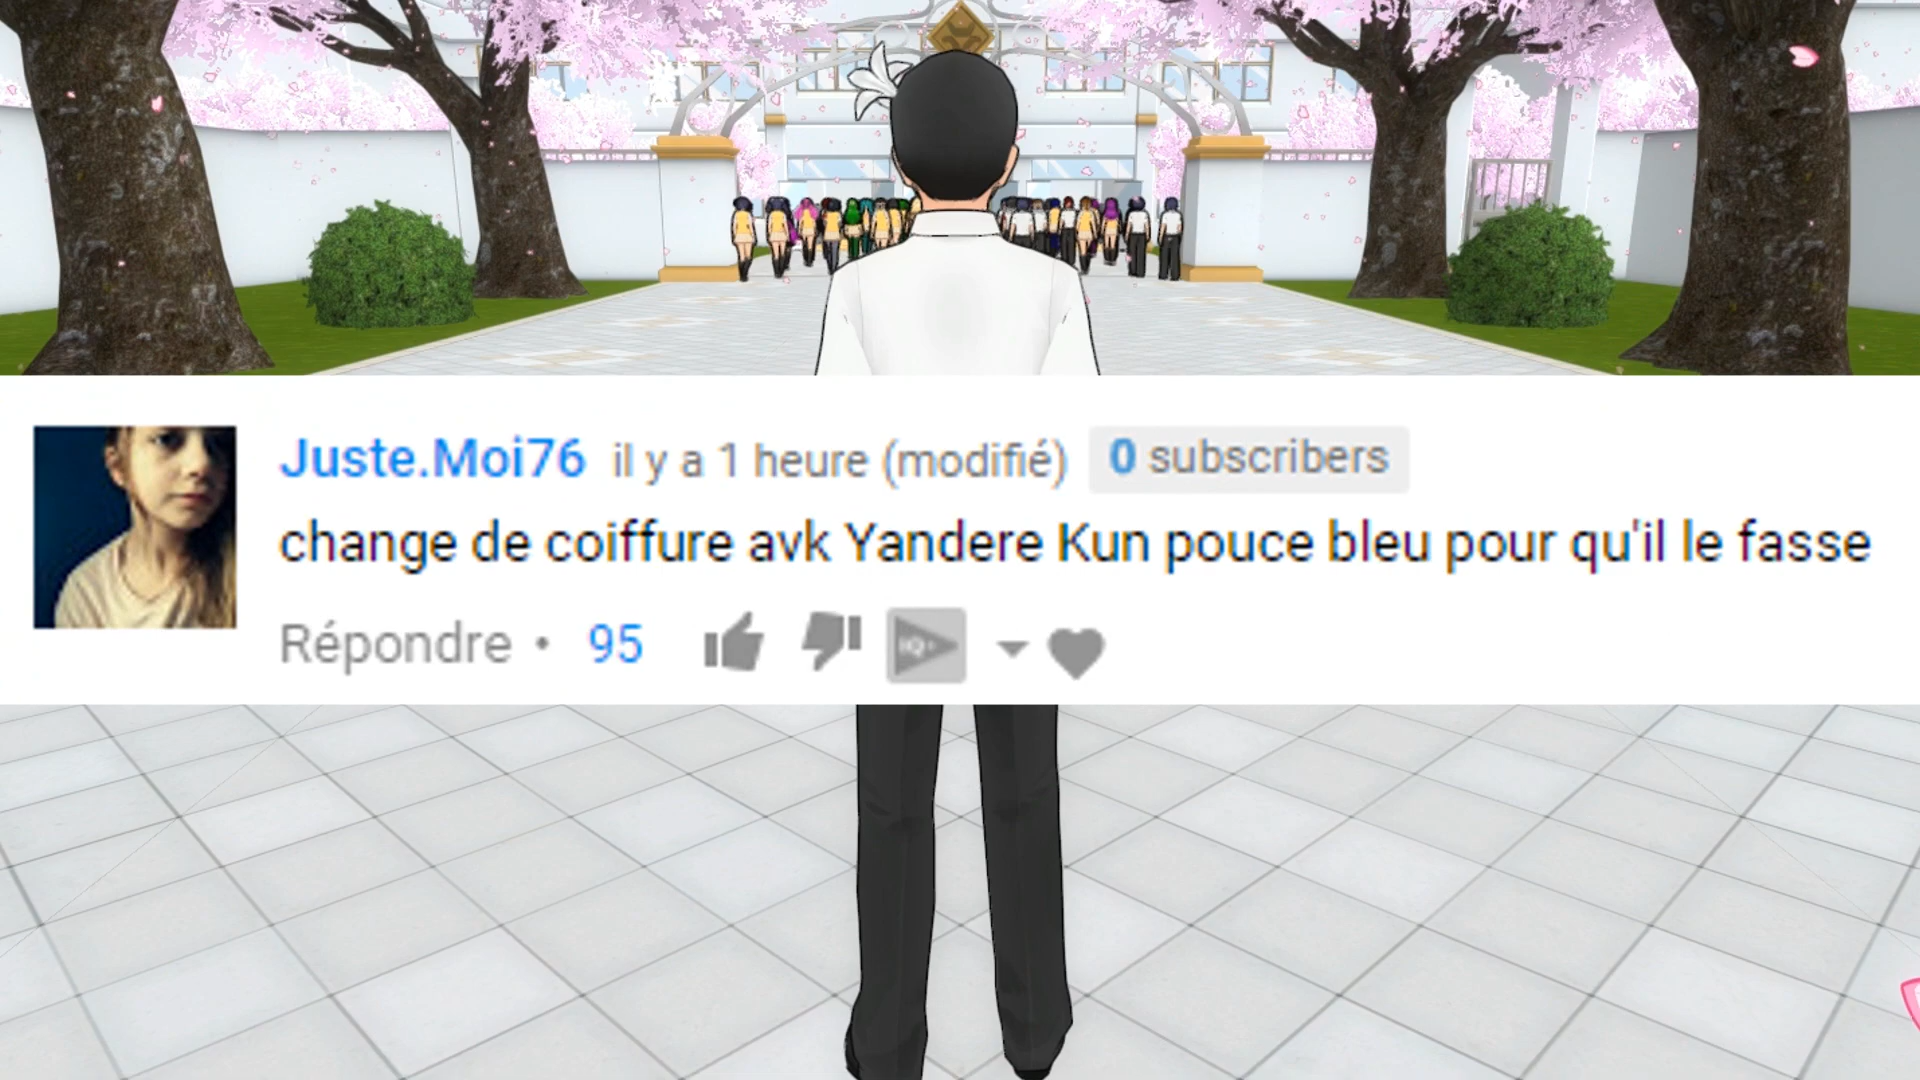 Juste.Moi76 il y a 1 heure (modifié) 0 subscribers
change de coiffure avk Yandere Kun pouce bleu pour qu'il le fasse
Répondre • 95 IQ+